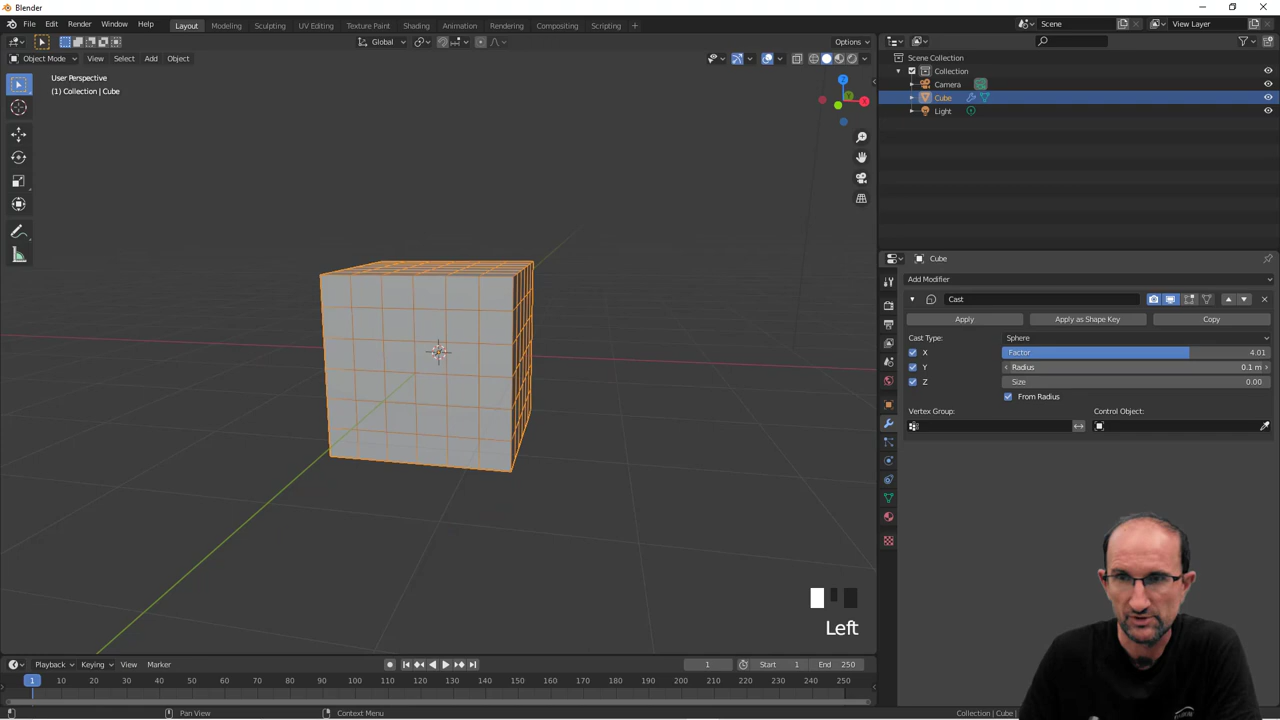 Blender
File Edit Render Window Help
Layout Modeling Sculpting UV Editing Texture Paint Shading Animation Rendering Compositing Scripting +
Scene
View Layer
Global
Options
Object Mode View Select Add Object
User Perspective
(1) Collection | Cube
Z
Y
X
Scene Collection
Collection
Camera
Cube
Light
Cube
Add Modifier
Cast
Apply Apply as Shape Key Copy
Cast Type: Sphere
X Factor 4.01
Y Radius 0.1 m
Z Size 0.00
From Radius
Vertex Group: Control Object:
Left
Playback Keying View Marker
1 Start 1 End 250
1 10 20 30 40 50 60 70 80 90 100 110 120 130 140 150 160 170 180 190 200 210 220 230 240 250
Pan View Context Menu
Collection | Cube |